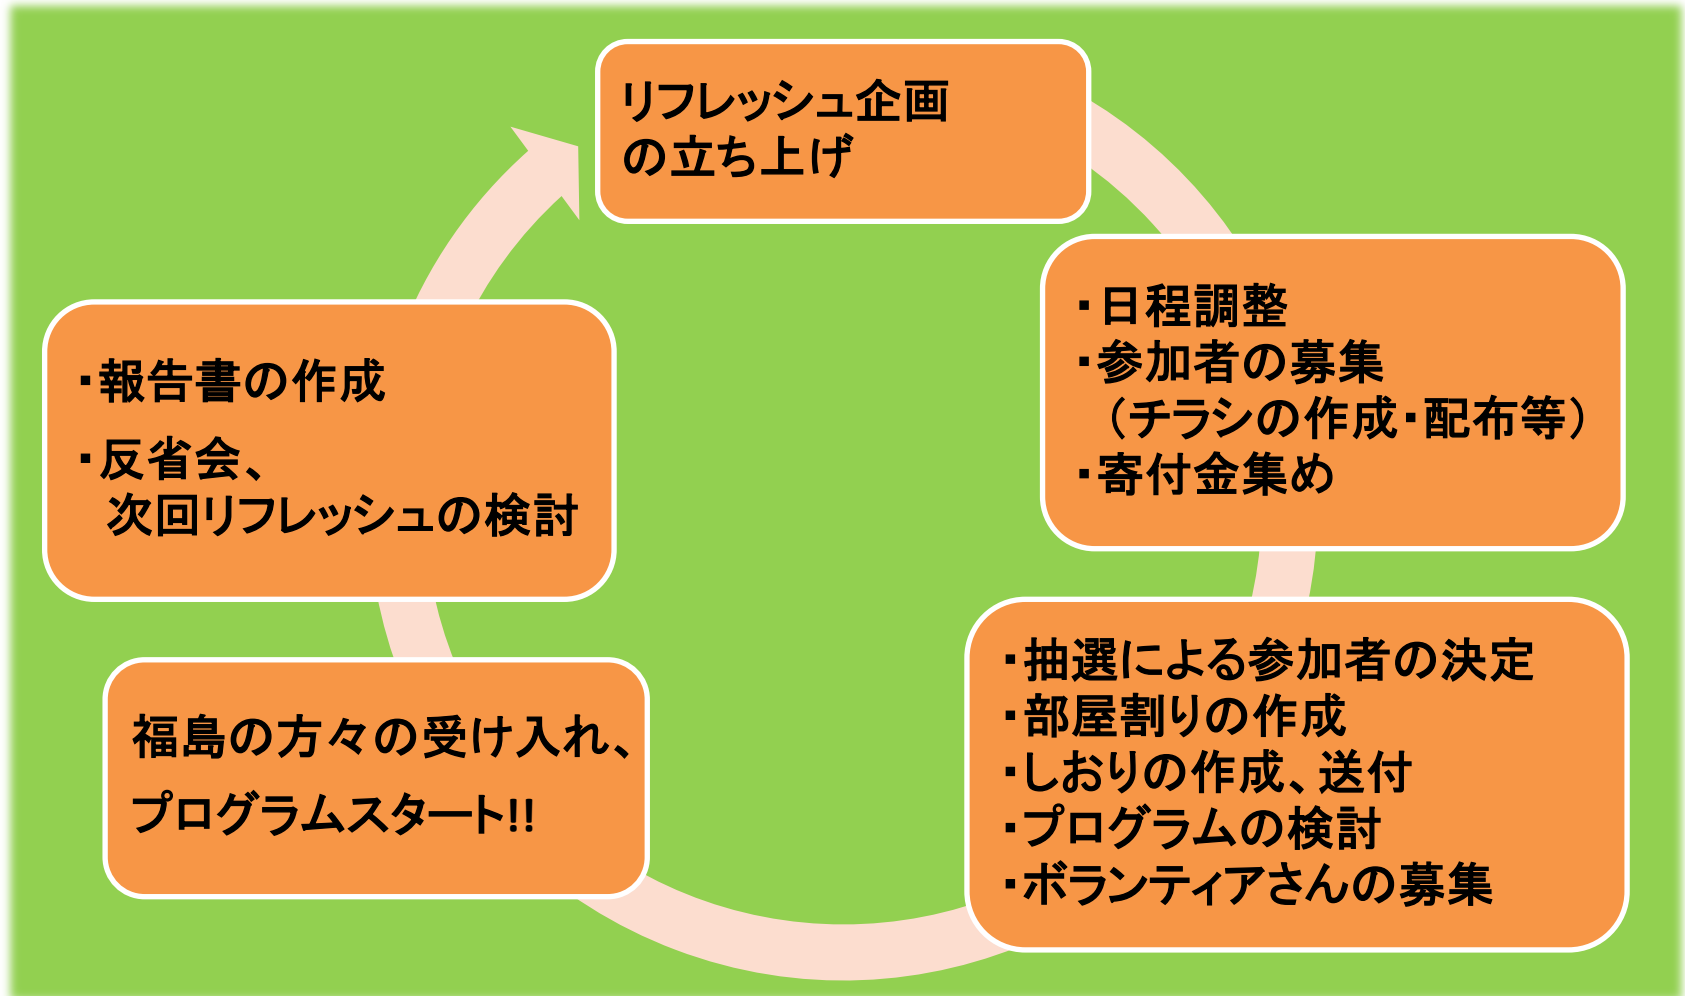 リフレッシュ企画
の立ち上げ
・日程調整
・参加者の募集
（チラシの作成・配布等）
・寄付金集め
・抽選による参加者の決定
・部屋割りの作成
・しおりの作成、送付
・プログラムの検討
・ボランティアさんの募集
福島の方々の受け入れ、
プログラムスタート!!
・報告書の作成
・反省会、
次回リフレッシュの検討